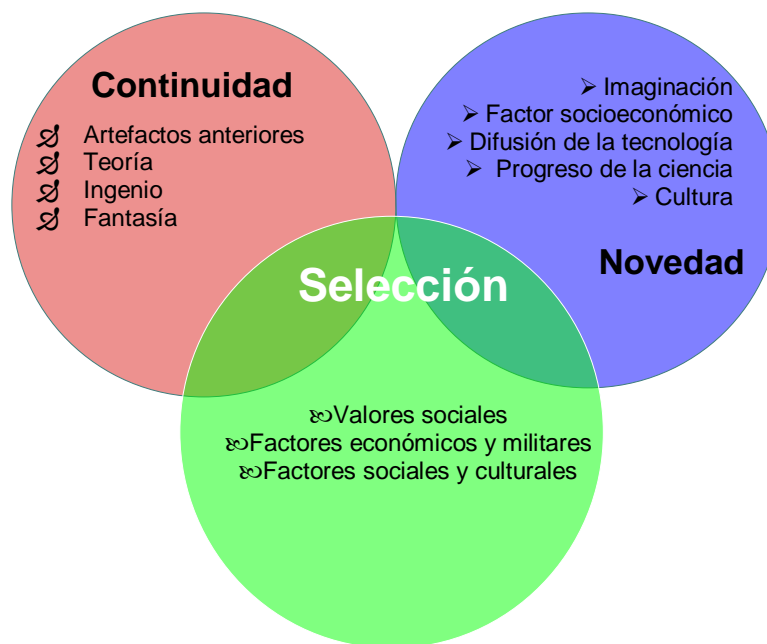 Continuidad
Artefactos anteriores
Teoría
Ingenio
Fantasía
➢ Imaginación
➢ Factor socioeconómico
➢ Difusión de la tecnología
➢ Progreso de la ciencia
➢ Cultura
Novedad
Selección
Valores sociales
Factores económicos y militares
Factores sociales y culturales